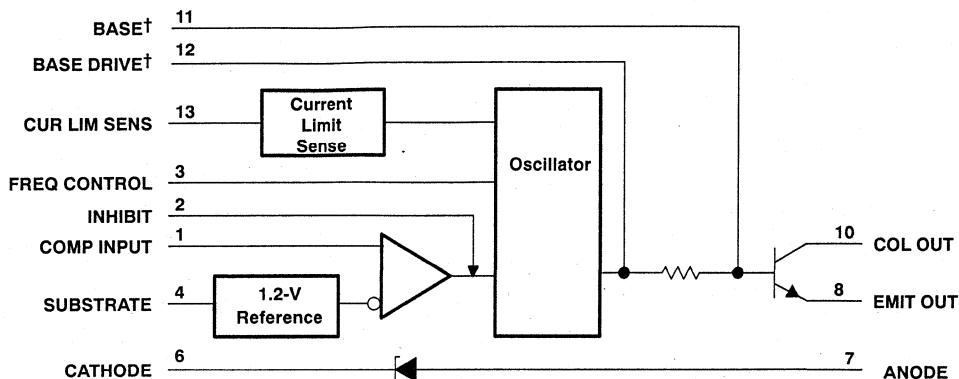 BASE† 11
BASE DRIVE† 12
CUR LIM SENS 13
Current
Limit
Sense
Oscillator
FREQ CONTROL 3
INHIBIT 2
COMP INPUT 1
10 COL OUT
SUBSTRATE 4
1.2-V
Reference
8 EMIT OUT
CATHODE 6
7 ANODE